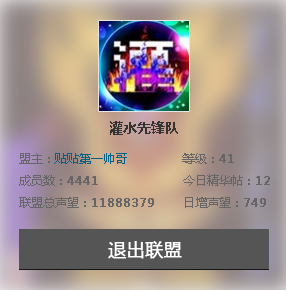 灌水先锋队
盟主：贴贴第一帅哥 等级：41
成员数：4441 今日精华帖：12
联盟总声望：11888379 日增声望：749
退出联盟